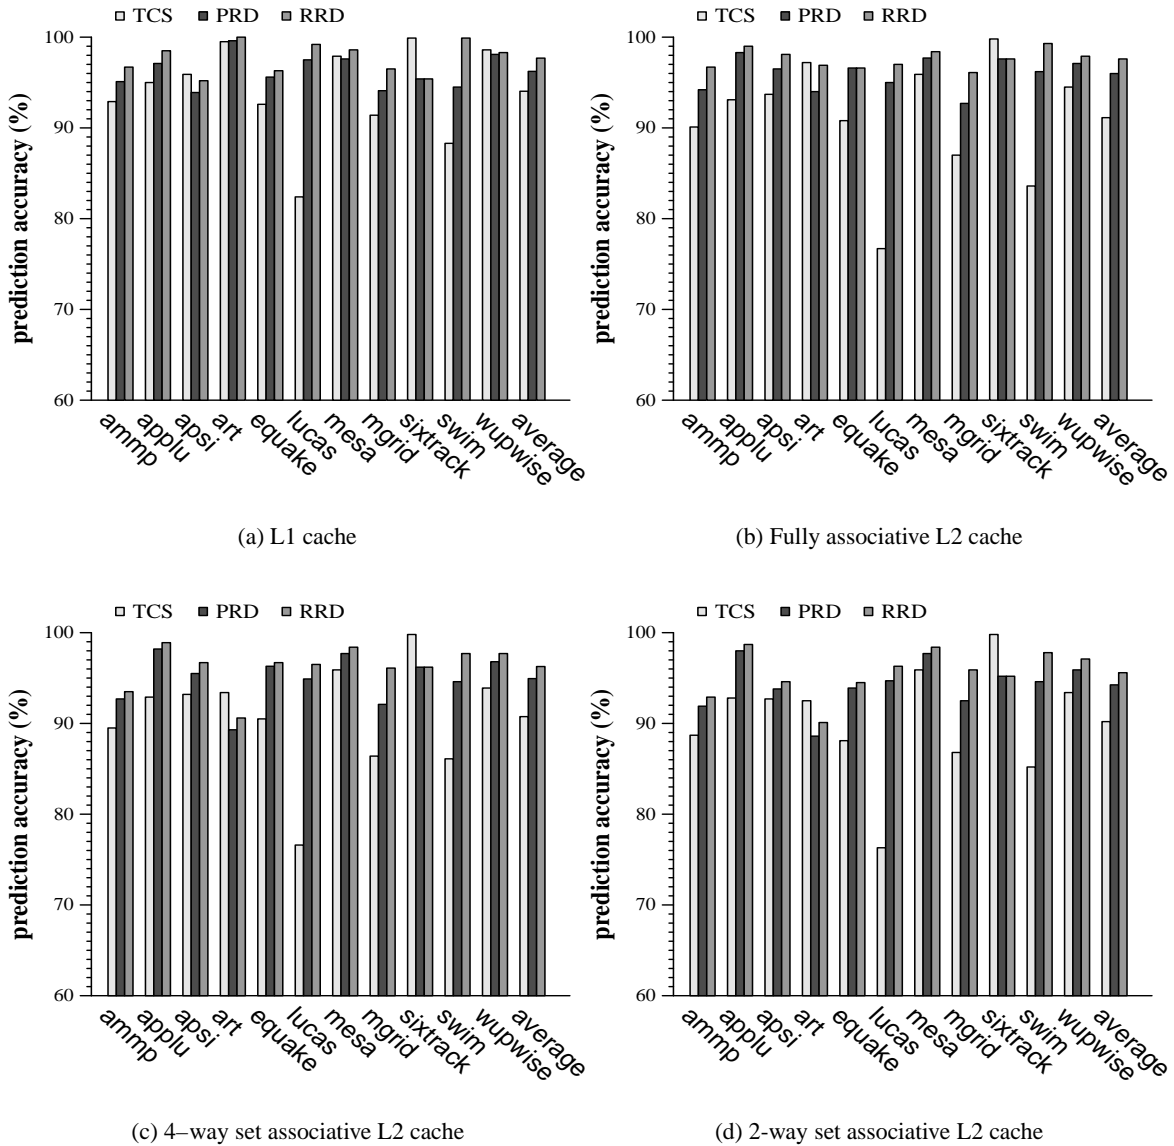 TCS PRD RRD
100
90
80
70
60
prediction accuracy (%)
ammp applu apsi art equake lucas mesa mgrid sixtrack swim wupwise average
(a) L1 cache
TCS PRD RRD
100
90
80
70
60
prediction accuracy (%)
ammp applu apsi art equake lucas mesa mgrid sixtrack swim wupwise average
(b) Fully associative L2 cache
TCS PRD RRD
100
90
80
70
60
prediction accuracy (%)
ammp applu apsi art equake lucas mesa mgrid sixtrack swim wupwise average
(c) 4–way set associative L2 cache
TCS PRD RRD
100
90
80
70
60
prediction accuracy (%)
ammp applu apsi art equake lucas mesa mgrid sixtrack swim wupwise average
(d) 2-way set associative L2 cache